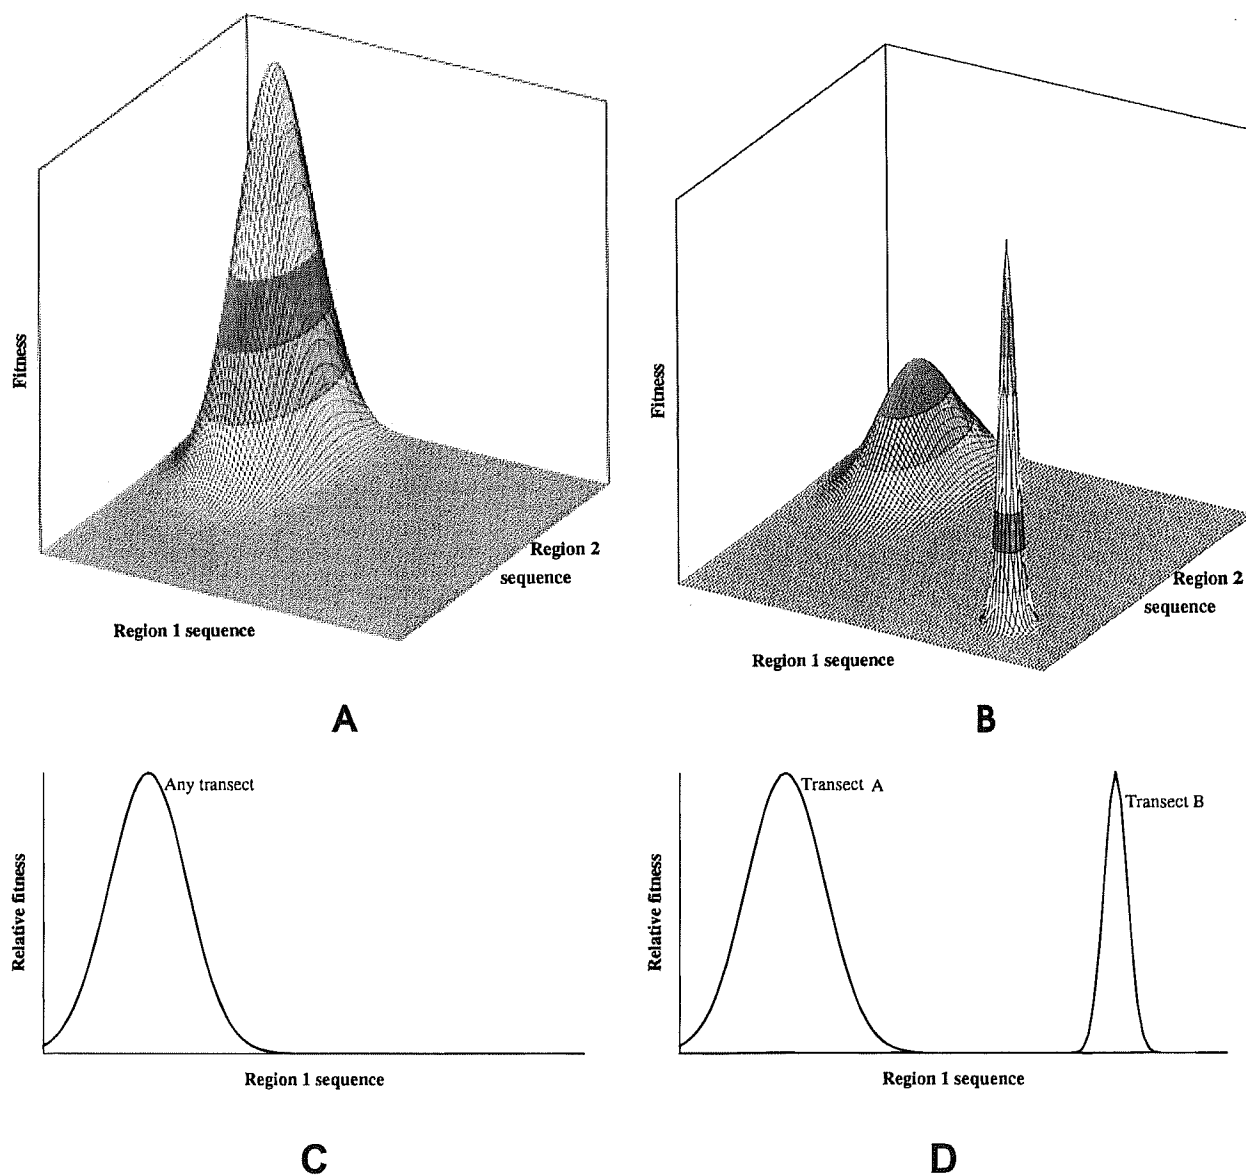 Fitness
Region 2
sequence
Region 1 sequence
A
Fitness
Region 2
sequence
Region 1 sequence
B
Any transect
Relative fitness
Region 1 sequence
C
Transect A
Transect B
Relative fitness
Region 1 sequence
D